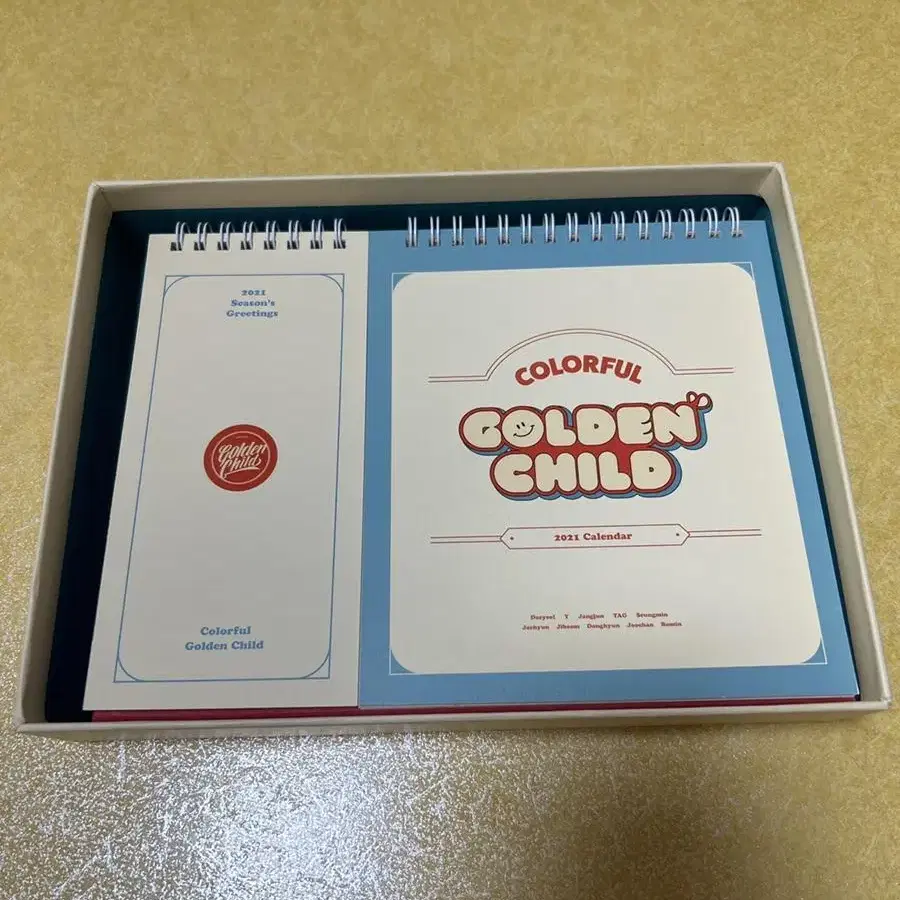 2021
Season's
Greetings
Golden
Child
Colorful
Golden Child
COLORFUL
GOLDEN
CHILD
2021 Calendar
Daeyeol Y Jangjun TAG Seungmin
Jaehyun Jibeom Donghyun Joochan Bomin